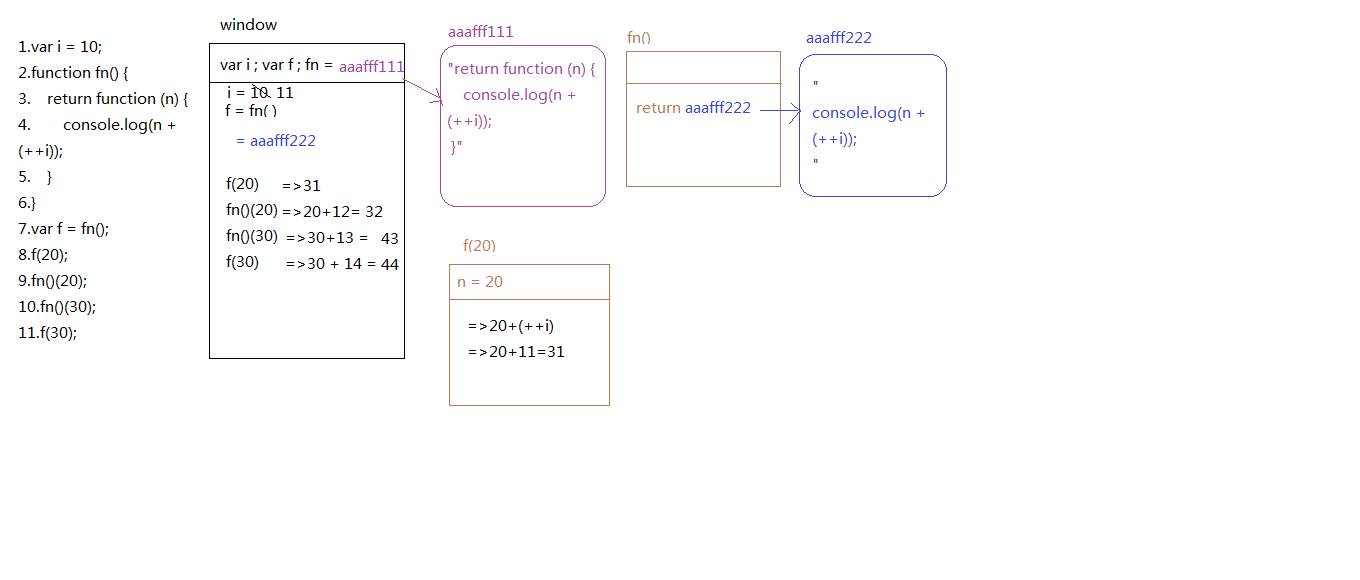 1.var i = 10;
2.function fn() {
3. return function (n) {
4. console.log(n +
(++i));
5. }
6.}
7.var f = fn();
8.f(20);
9.fn()(20);
10.fn()(30);
11.f(30);
window
var i ; var f ; fn = aaafff111
i = 10 11
f = fn( )
= aaafff222
f(20) =>31
fn()(20) =>20+12= 32
fn()(30) =>30+13 = 43
f(30) =>30 + 14 = 44
aaafff111
"return function (n) {
console.log(n +
(++i));
}"
fn()
return aaafff222
aaafff222
"
console.log(n +
(++i));
"
f(20)
n = 20
=>20+(++i)
=>20+11=31